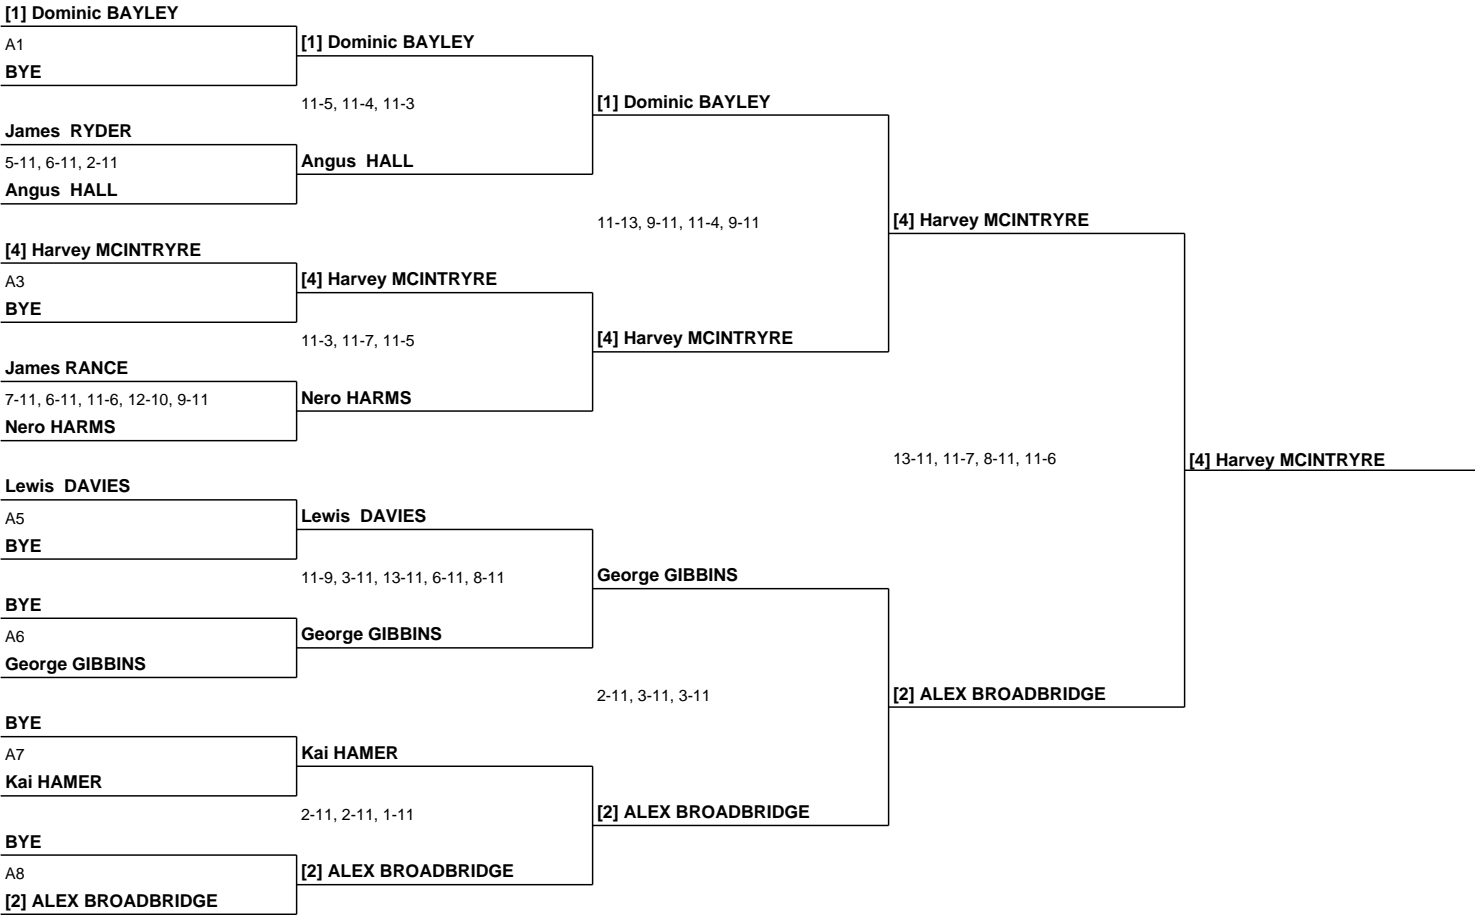 [1] Dominic BAYLEY
A1
BYE
James RYDER
5-11, 6-11, 2-11
Angus HALL
[4] Harvey MCINTRYRE
A3
BYE
James RANCE
7-11, 6-11, 11-6, 12-10, 9-11
Nero HARMS
Lewis DAVIES
A5
BYE
BYE
A6
George GIBBINS
BYE
A7
Kai HAMER
BYE
A8
[2] ALEX BROADBRIDGE
[1] Dominic BAYLEY
11-5, 11-4, 11-3
Angus HALL
[4] Harvey MCINTRYRE
11-3, 11-7, 11-5
Nero HARMS
Lewis DAVIES
11-9, 3-11, 13-11, 6-11, 8-11
George GIBBINS
Kai HAMER
2-11, 2-11, 1-11
[2] ALEX BROADBRIDGE
[1] Dominic BAYLEY
11-13, 9-11, 11-4, 9-11
[4] Harvey MCINTRYRE
George GIBBINS
2-11, 3-11, 3-11
[2] ALEX BROADBRIDGE
[4] Harvey MCINTRYRE
13-11, 11-7, 8-11, 11-6
[2] ALEX BROADBRIDGE
[4] Harvey MCINTRYRE